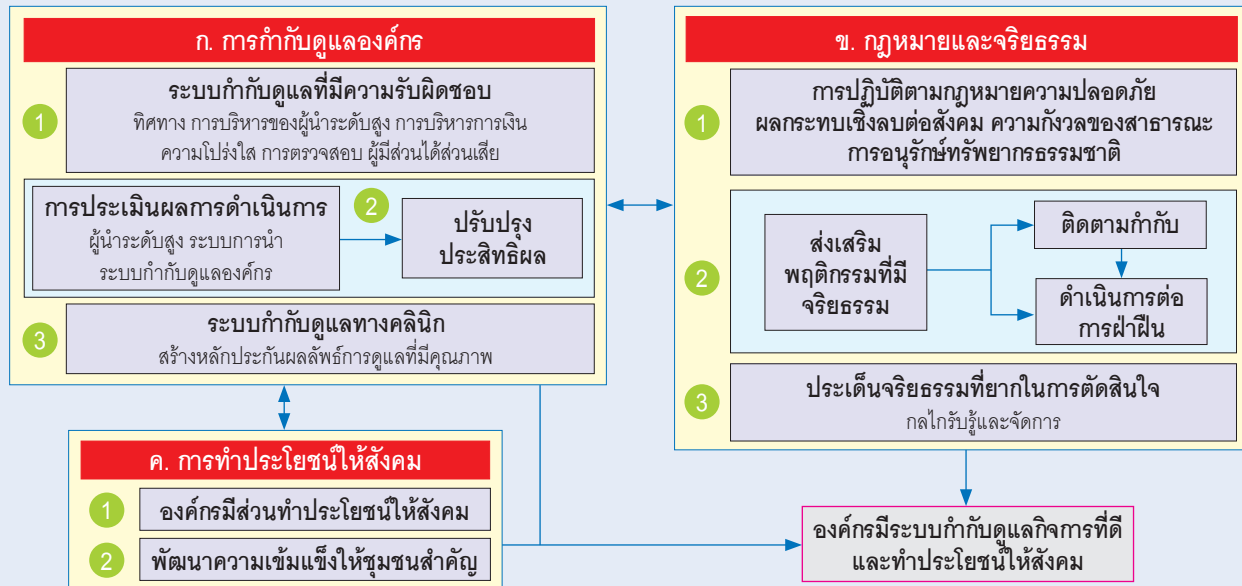 ก. การกำกับดูแลองค์กร
1
ระบบกำกับดูแลที่มีความรับผิดชอบ
ทิศทาง การบริหารของผู้นำระดับสูง การบริหารการเงิน
ความโปร่งใส การตรวจสอบ ผู้มีส่วนได้ส่วนเสีย
การประเมินผลการดำเนินการ
ผู้นำระดับสูง ระบบการนำ
ระบบกำกับดูแลองค์กร
2
ปรับปรุง
ประสิทธิผล
3
ระบบกำกับดูแลทางคลินิก
สร้างหลักประกันผลลัพธ์การดูแลที่มีคุณภาพ
ข. กฎหมายและจริยธรรม
1
การปฏิบัติตามกฎหมายความปลอดภัย
ผลกระทบเชิงลบต่อสังคม ความกังวลของสาธารณะ
การอนุรักษ์ทรัพยากรธรรมชาติ
2
ส่งเสริม
พฤติกรรมที่มี
จริยธรรม
ติดตามกำกับ
ดำเนินการต่อ
การฝ่าฝืน
3
ประเด็นจริยธรรมที่ยากในการตัดสินใจ
กลไกรับรู้และจัดการ
ค. การทำประโยชน์ให้สังคม
1
องค์กรมีส่วนทำประโยชน์ให้สังคม
2
พัฒนาความเข้มแข็งให้ชุมชนสำคัญ
องค์กรมีระบบกำกับดูแลกิจการที่ดี
และทำประโยชน์ให้สังคม